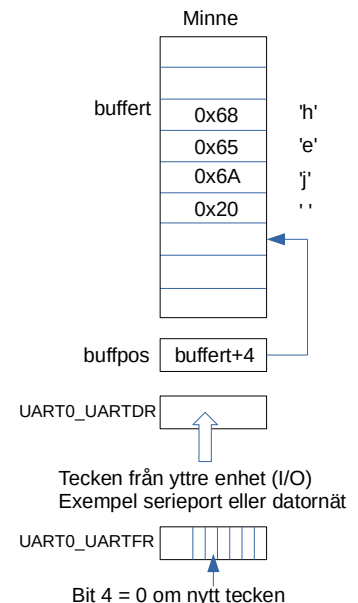 Minne
buffert
0x68 'h'
0x65 'e'
0x6A 'j'
0x20 ' '
buffpos buffert+4
UART0_UARTDR
Tecken från yttre enhet (I/O)
Exempel serieport eller datornät
UART0_UARTFR
Bit 4 = 0 om nytt tecken